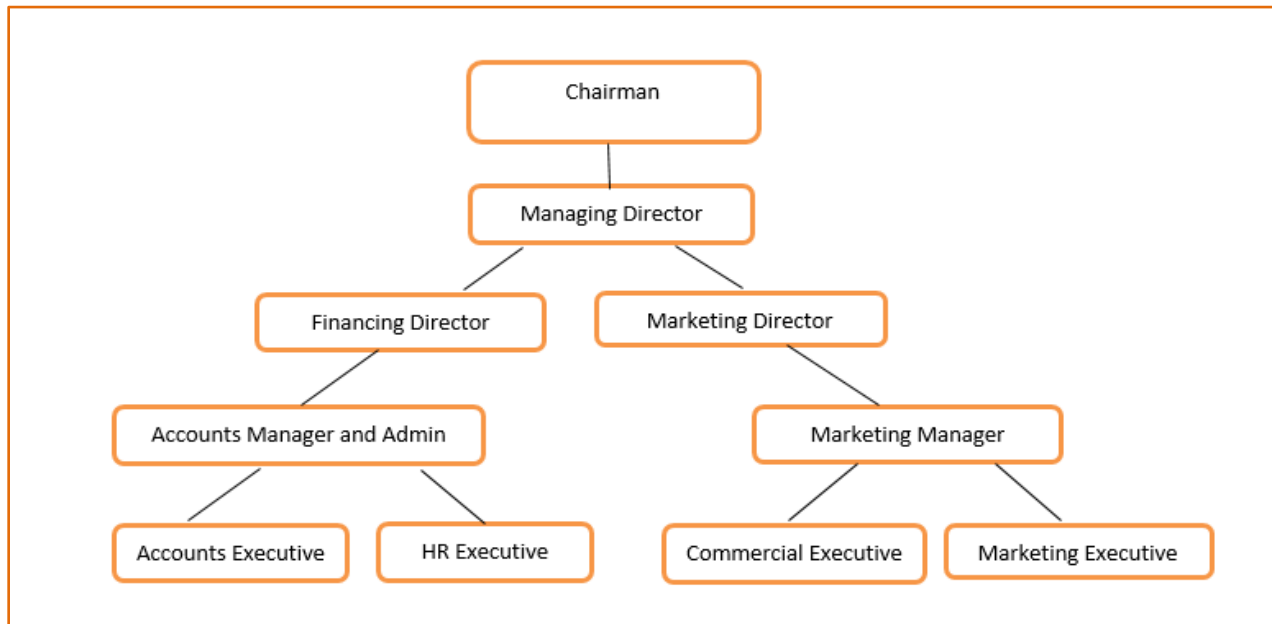 Chairman
Managing Director
Financing Director
Marketing Director
Accounts Manager and Admin
Marketing Manager
Accounts Executive
HR Executive
Commercial Executive
Marketing Executive